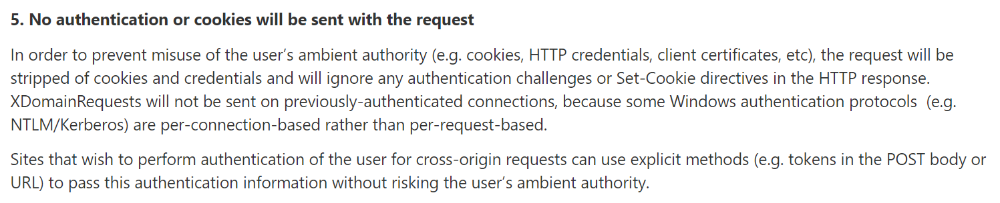 5. No authentication or cookies will be sent with the request
In order to prevent misuse of the user’s ambient authority (e.g. cookies, HTTP credentials, client certificates, etc), the request will be
stripped of cookies and credentials and will ignore any authentication challenges or Set-Cookie directives in the HTTP response.
XDomainRequests will not be sent on previously-authenticated connections, because some Windows authentication protocols  (e.g.
NTLM/Kerberos) are per-connection-based rather than per-request-based.
Sites that wish to perform authentication of the user for cross-origin requests can use explicit methods (e.g. tokens in the POST body or
URL) to pass this authentication information without risking the user’s ambient authority.